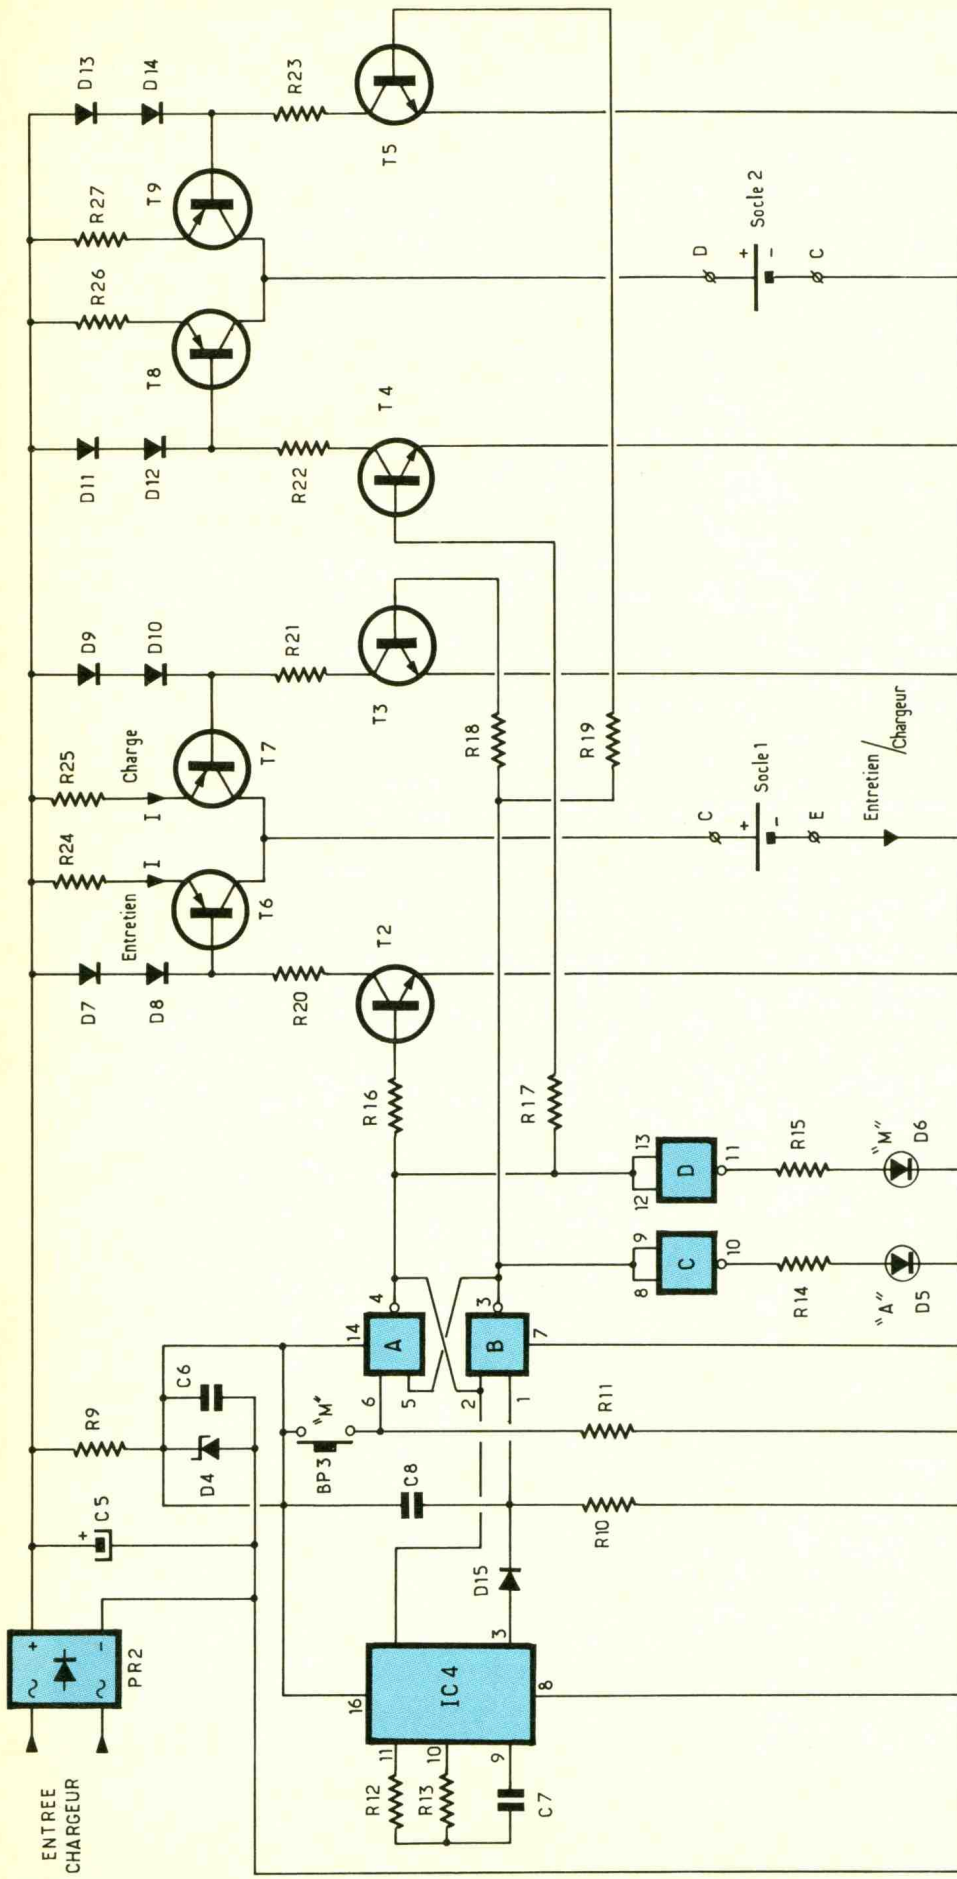 ENTREE
CHARGEUR
PR2
+
-
~
~
+
C5
R9
D4
C6
BP3
"M"
C8
D15
R10
R11
IC4
16
11
10
9
3
8
R12
R13
C7
A
14
6
5
4
B
2
1
3
7
C
8
9
10
D
12
13
11
R14
R15
"A"
D5
"M"
D6
R16
R17
R18
R19
D7
D8
R20
T2
Entretien
I
R24
T6
Charge
I
R25
T7
D9
D10
R21
T3
C
+
-
Socle 1
E
Entretien
/Chargeur
D11
D12
R22
T4
R26
T8
R27
T9
D13
D14
R23
T5
D
+
-
Socle 2
C